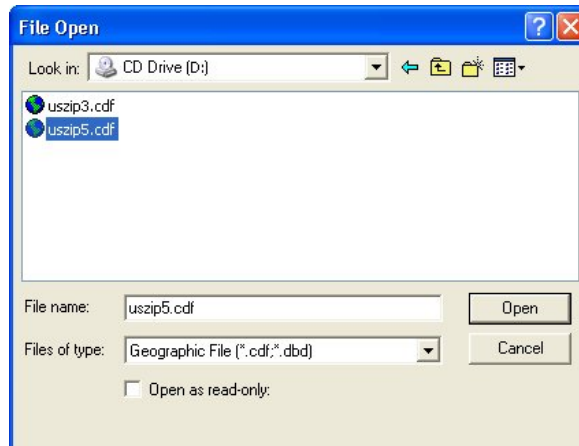 File Open
Look in: CD Drive (D:)
uszip3.cdf
uszip5.cdf
File name: uszip5.cdf Open
Files of type: Geographic File (*.cdf;*.dbd) Cancel
Open as read-only: